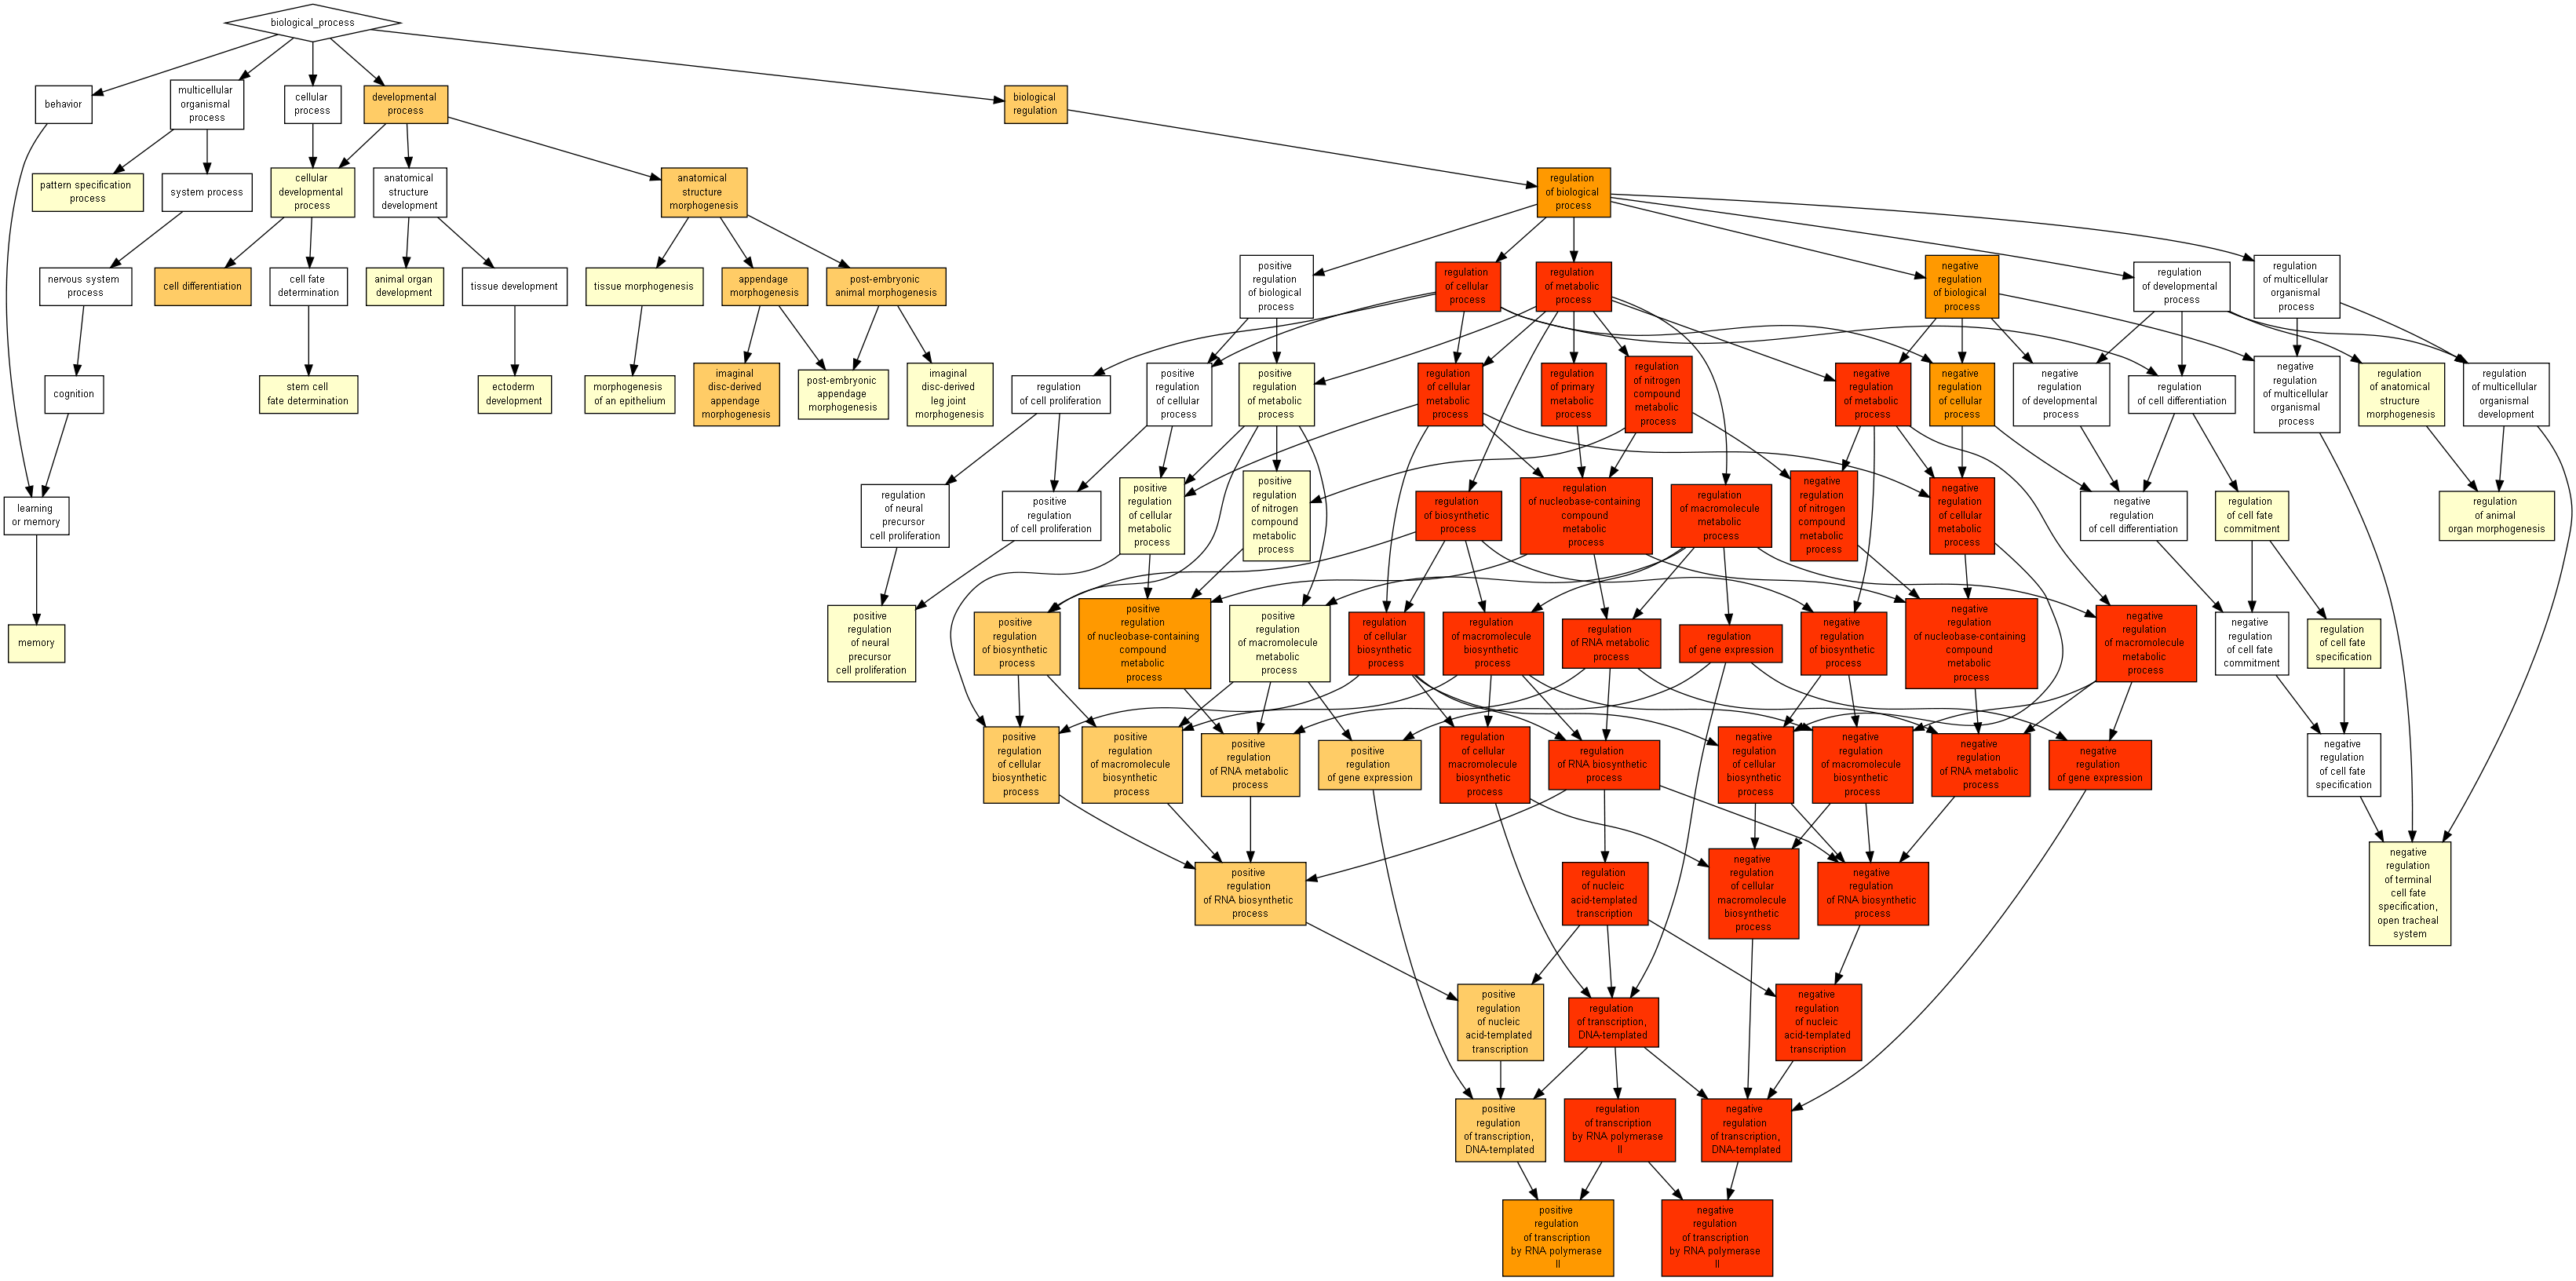 biological_process
behavior
multicellular
organismal
process
cellular
process
developmental
process
biological
regulation
pattern specification
process
system process
cellular
developmental
process
anatomical
structure
development
anatomical
structure
morphogenesis
regulation
of biological
process
nervous system
process
cell differentiation
cell fate
determination
animal organ
development
tissue development
tissue morphogenesis
appendage
morphogenesis
post-embryonic
animal morphogenesis
positive
regulation
of biological
process
regulation
of cellular
process
regulation
of metabolic
process
negative
regulation
of biological
process
regulation
of developmental
process
regulation
of multicellular
organismal
process
cognition
stem cell
fate determination
ectoderm
development
morphogenesis
of an epithelium
imaginal
disc-derived
appendage
morphogenesis
post-embryonic
appendage
morphogenesis
imaginal
disc-derived
leg joint
morphogenesis
regulation
of cell proliferation
positive
regulation
of cellular
process
positive
regulation
of metabolic
process
regulation
of cellular
metabolic
process
regulation
of primary
metabolic
process
regulation
of nitrogen
compound
metabolic
process
negative
regulation
of metabolic
process
negative
regulation
of cellular
process
negative
regulation
of developmental
process
regulation
of cell differentiation
negative
regulation
of multicellular
organismal
process
regulation
of anatomical
structure
morphogenesis
regulation
of multicellular
organismal
development
learning
or memory
regulation
of neural
precursor
cell proliferation
positive
regulation
of cell proliferation
positive
regulation
of cellular
metabolic
process
positive
regulation
of nitrogen
compound
metabolic
process
regulation
of biosynthetic
process
regulation
of nucleobase-containing
compound
metabolic
process
regulation
of macromolecule
metabolic
process
negative
regulation
of nitrogen
compound
metabolic
process
negative
regulation
of cellular
metabolic
process
negative
regulation
of cell differentiation
regulation
of cell fate
commitment
regulation
of animal
organ morphogenesis
memory
positive
regulation
of neural
precursor
cell proliferation
positive
regulation
of biosynthetic
process
positive
regulation
of nucleobase-containing
compound
metabolic
process
positive
regulation
of macromolecule
metabolic
process
regulation
of cellular
biosynthetic
process
regulation
of macromolecule
biosynthetic
process
regulation
of RNA metabolic
process
regulation
of gene expression
negative
regulation
of biosynthetic
process
negative
regulation
of nucleobase-containing
compound
metabolic
process
negative
regulation
of macromolecule
metabolic
process
negative
regulation
of cell fate
commitment
regulation
of cell fate
specification
positive
regulation
of cellular
biosynthetic
process
positive
regulation
of macromolecule
biosynthetic
process
positive
regulation
of RNA metabolic
process
positive
regulation
of gene expression
regulation
of cellular
macromolecule
biosynthetic
process
regulation
of RNA biosynthetic
process
negative
regulation
of cellular
biosynthetic
process
negative
regulation
of macromolecule
biosynthetic
process
negative
regulation
of RNA metabolic
process
negative
regulation
of gene expression
negative
regulation
of cell fate
specification
positive
regulation
of RNA biosynthetic
process
regulation
of nucleic
acid-templated
transcription
negative
regulation
of cellular
macromolecule
biosynthetic
process
negative
regulation
of RNA biosynthetic
process
negative
regulation
of terminal
cell fate
specification,
open tracheal
system
positive
regulation
of nucleic
acid-templated
transcription
regulation
of transcription,
DNA-templated
negative
regulation
of nucleic
acid-templated
transcription
positive
regulation
of transcription,
DNA-templated
regulation
of transcription
by RNA polymerase
II
negative
regulation
of transcription,
DNA-templated
positive
regulation
of transcription
by RNA polymerase
II
negative
regulation
of transcription
by RNA polymerase
II